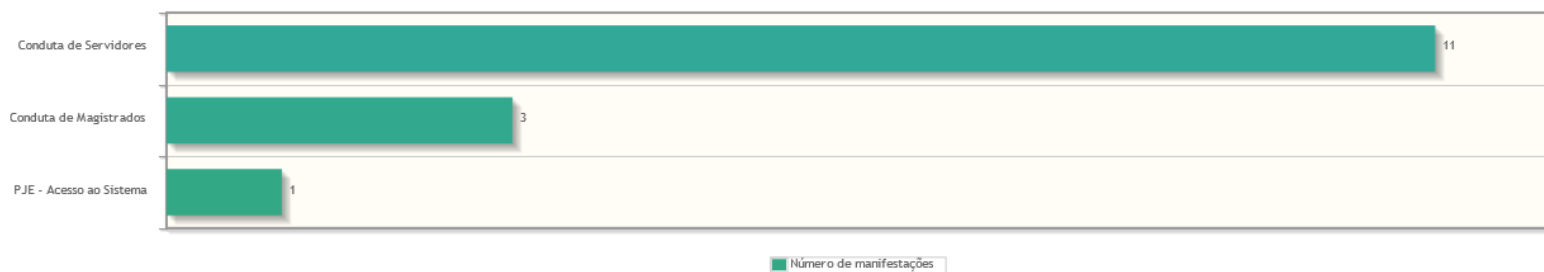 Conduta de Servidores
11
Conduta de Magistrados
3
PJE - Acesso ao Sistema
1
Número de manifestações